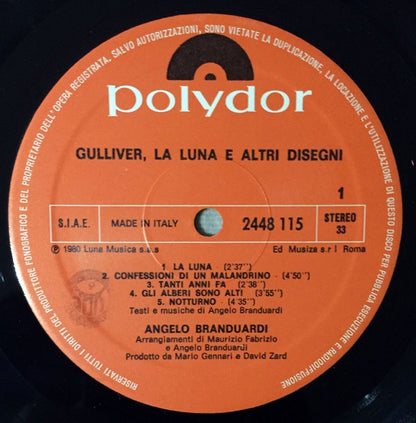 SALVO AUTORIZZAZIONI, SONO VIETATE LA DUPLICAZIONE, LA LOCAZIONE E L'UTILIZZAZIONE DI QUESTO DISCO PER PUBBLICA ESECUZIONE E RADIODIFFUSIONE
RISERVATI TUTTI I DIRITTI DEL PRODUTTORE FONOGRAFICO E DEL PROPRIETARIO DELL'OPERA REGISTRATA,
polydor
GULLIVER, LA LUNA E ALTRI DISEGNI
1
S.I.A.E. MADE IN ITALY 2448 115 STEREO
33
℗ 1980 Luna Musica s.a.s Ed Musiza s.r l Roma
1 LA LUNA (2'37")
2. CONFESSIONI DI UN MALANDRINO - (4'50")
3. TANTI ANNI FA (2'38")
4. GLI ALBERI SONO ALTI (3'55")
5. NOTTURNO - (4'35")
Testi e musiche di Angelo Branduardi
ANGELO BRANDUARDI
Arrangiamenti di Maurizio Fabrizio
e Angelo Branduardi
Prodotto da Mario Gennari e David Zard